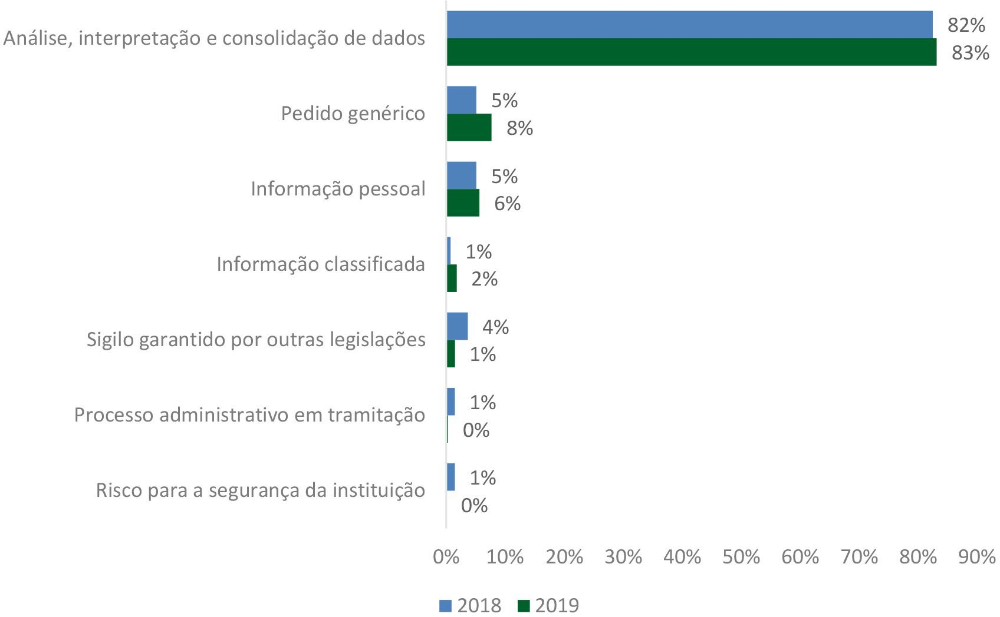 Análise, interpretação e consolidação de dados
82%
83%
Pedido genérico
5%
8%
Informação pessoal
5%
6%
Informação classificada
1%
2%
Sigilo garantido por outras legislações
4%
1%
Processo administrativo em tramitação
1%
0%
Risco para a segurança da instituição
1%
0%
0% 10% 20% 30% 40% 50% 60% 70% 80% 90%
2018 2019